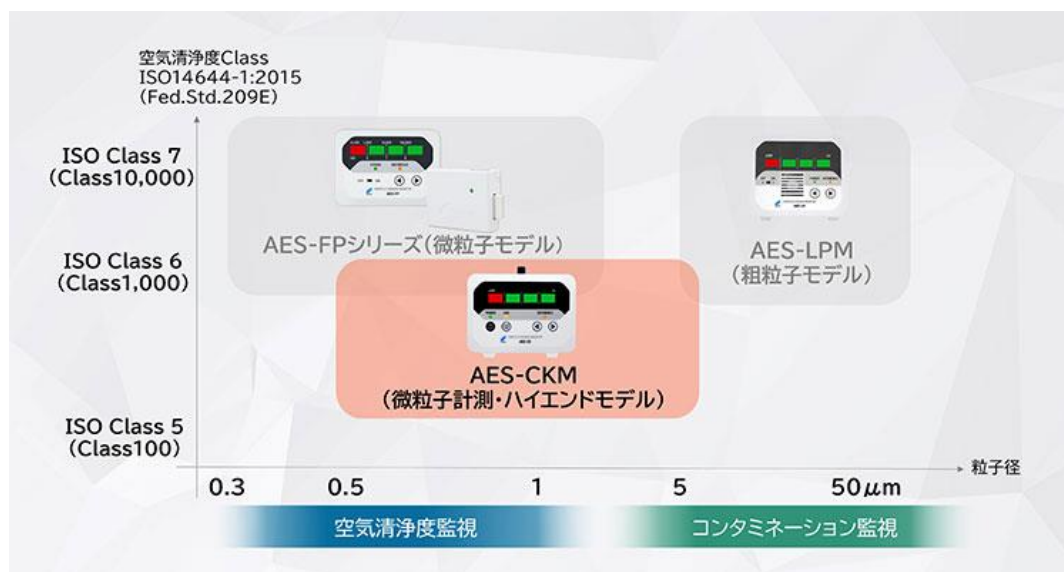 空気清浄度Class
ISO14644-1:2015
(Fed.Std.209E)
ISO Class 7
(Class10,000)
AES-FPシリーズ(微粒子モデル)
AES-LPM
(粗粒子モデル)
ISO Class 6
(Class1,000)
AES-CKM
(微粒子計測・ハイエンドモデル)
ISO Class 5
(Class100)
粒子径
0.3 0.5 1 5 50μm
空気清浄度監視 コンタミネーション監視